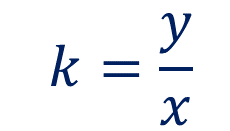 k = y/x